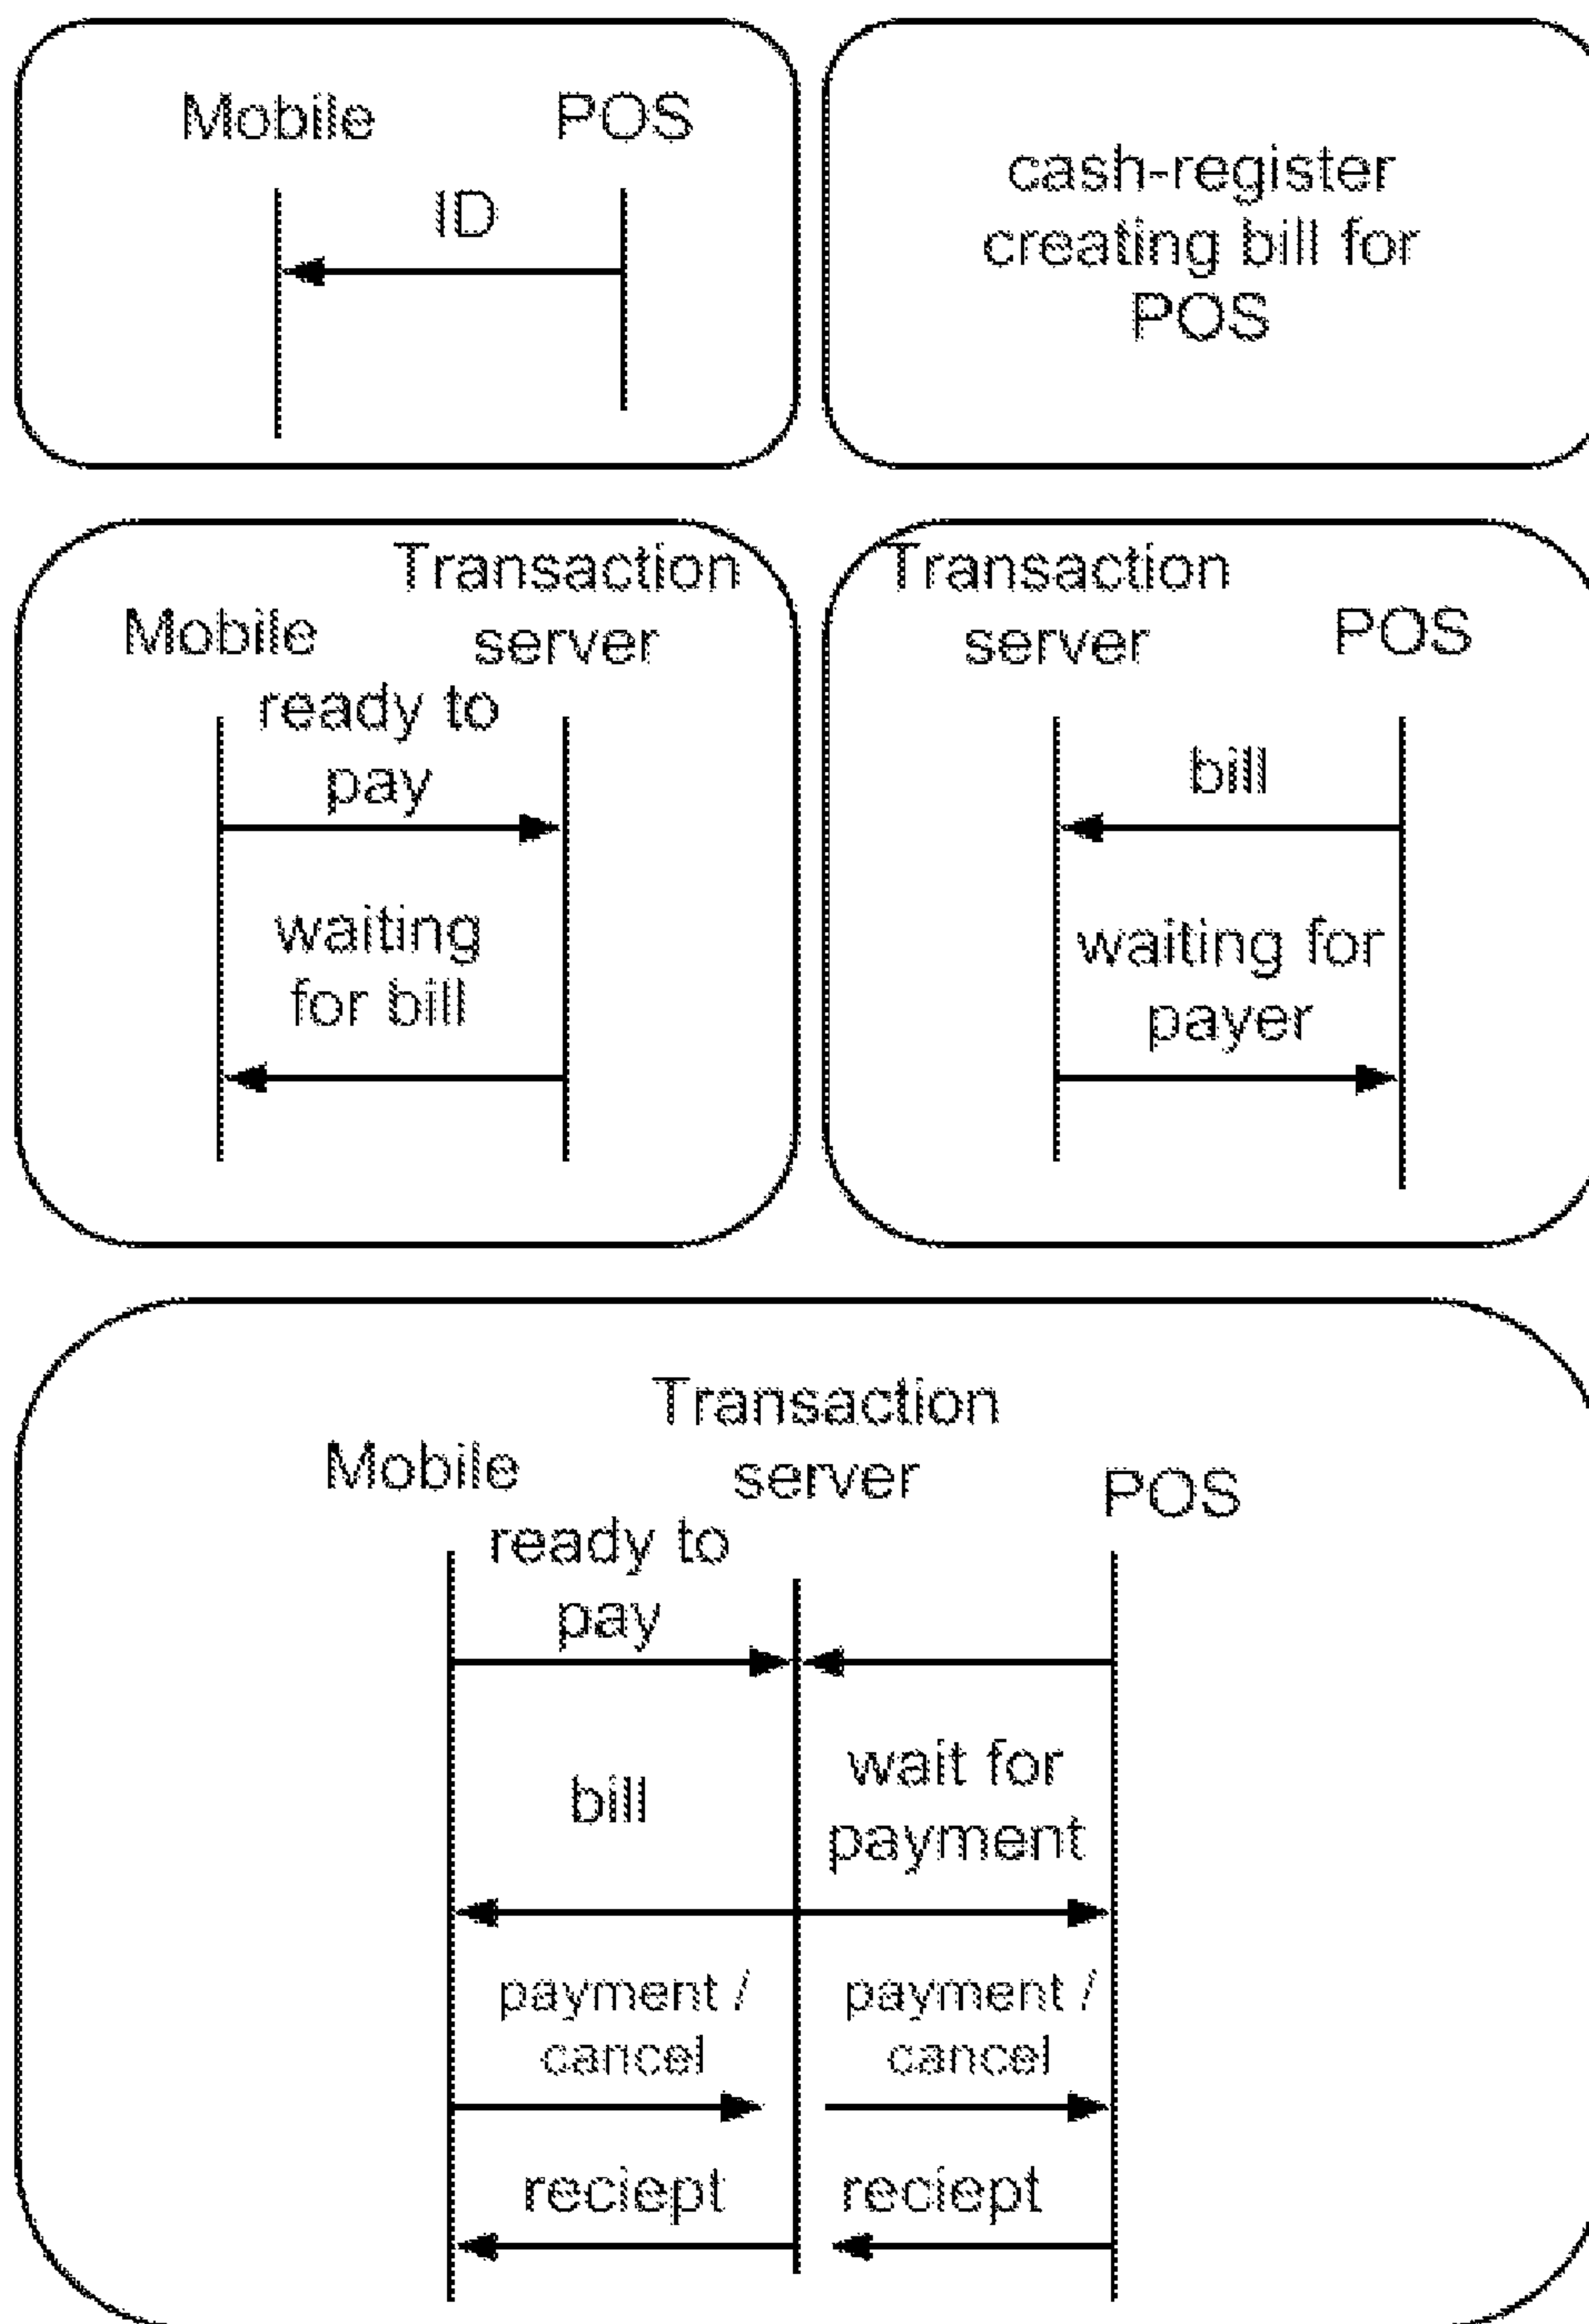 Mobile
POS
ID
cash-register
creating bill for
POS
Mobile
Transaction
server
ready to
pay
waiting
for bill
Transaction
server
POS
bill
waiting for
payer
Mobile
Transaction
server
POS
ready to
pay
bill
wait for
payment
payment /
cancel
payment /
cancel
reciept
reciept